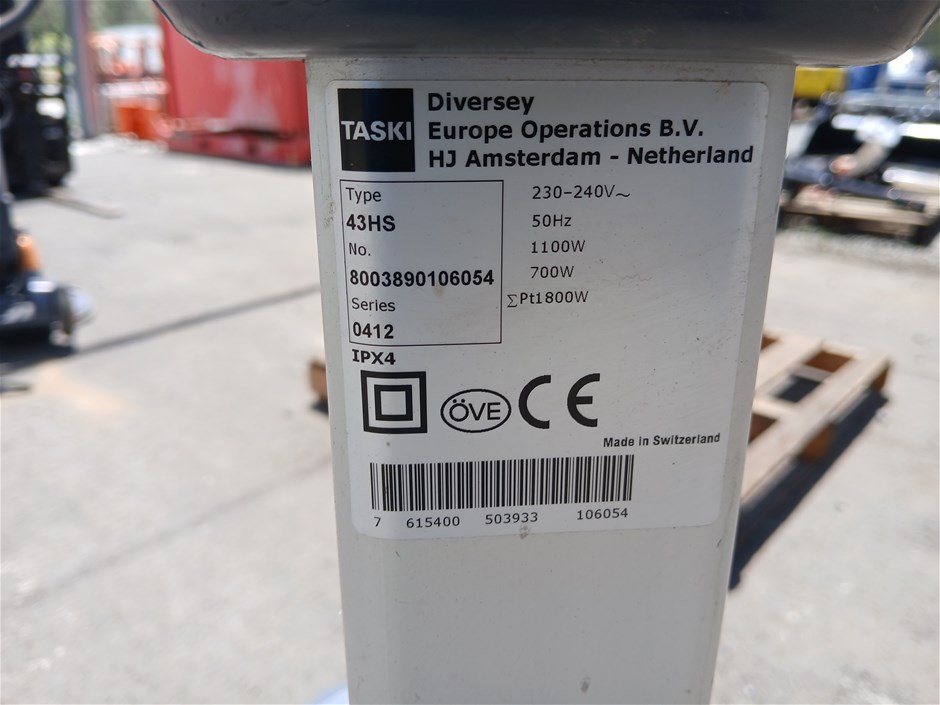 TASKI
Diversey
Europe Operations B.V.
HJ Amsterdam - Netherland
Type
43HS
No.
8003890106054
Series
0412
IPX4
230-240V~
50Hz
1100W
700W
∑Pt1800W
ÖVE
CE
Made in Switzerland
7 615400 503933 106054